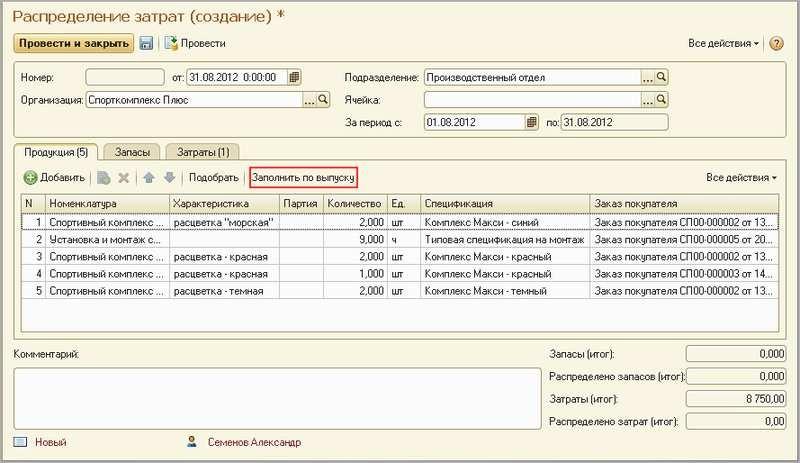 Распределение затрат (создание) *
Провести и закрыть Провести Все действия
Номер: от: 31.08.2012 0:00:00 Подразделение: Производственный отдел
Организация: Спорткомплекс Плюс Ячейка:
За период с: 01.08.2012 по: 31.08.2012
Продукция (5) Запасы Затраты (1)
Добавить Подобрать Заполнить по выпуску Все действия
N Номенклатура Характеристика Партия Количество Ед. Спецификация Заказ покупателя
1 Спортивный комплекс ... расцветка "морская" 2,000 шт Комплекс Макси - синий Заказ покупателя СП00-000002 от 13...
2 Установка и монтаж с... 9,000 ч Типовая спецификация на монтаж Заказ покупателя СП00-000005 от 20...
3 Спортивный комплекс ... расцветка - красная 2,000 шт Комплекс Макси - красный Заказ покупателя СП00-000002 от 13...
4 Спортивный комплекс ... расцветка - красная 1,000 шт Комплекс Макси - красный Заказ покупателя СП00-000003 от 14...
5 Спортивный комплекс ... расцветка - темная 2,000 шт Комплекс Макси - темный Заказ покупателя СП00-000002 от 13...
Комментарий: Запасы (итог): 0,000
Распределено запасов (итог): 0,000
Затраты (итог): 8 750,00
Распределено затрат (итог): 0,00
Новый Семенов Александр